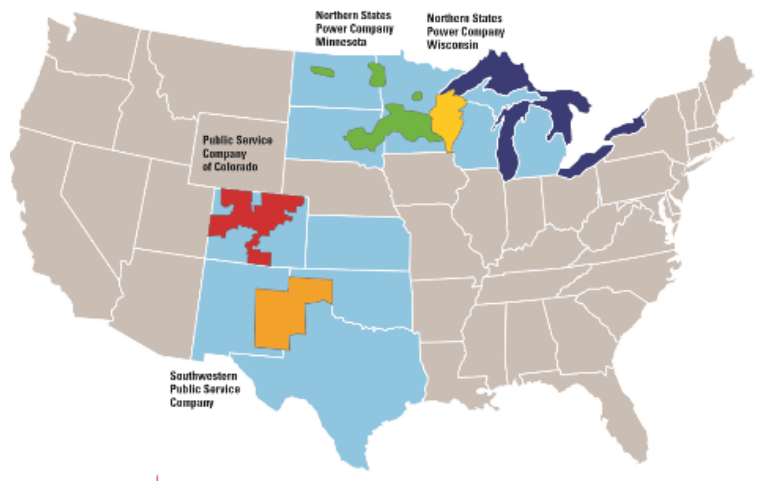 Northern States
Power Company
Minnesota
Northern States
Power Company
Wisconsin
Public Service
Company
of Colorado
Southwestern
Public Service
Company